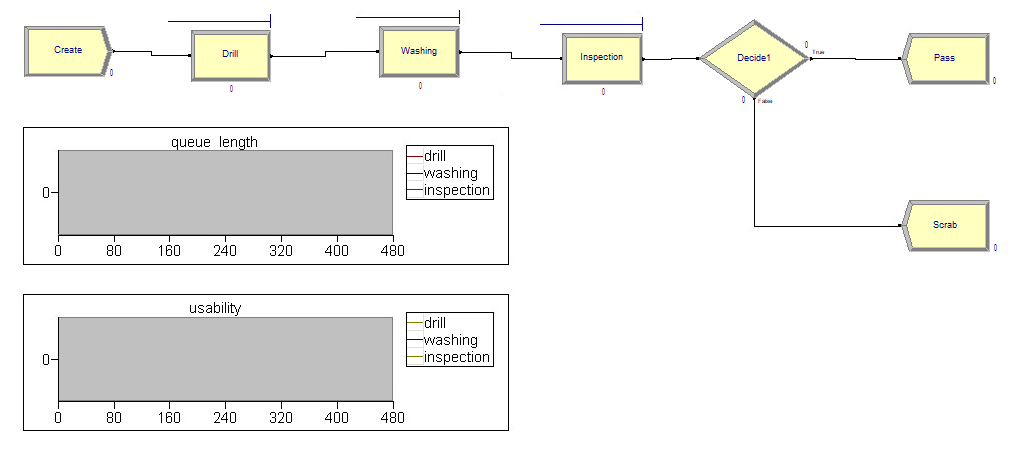 Create
0
Drill
0
Washing
0
Inspection
0
Decide1
0
True
0
False
Pass
0
Scrab
0
queue length
0
0 80 160 240 320 400 480
drill
washing
inspection
usability
0
0 80 160 240 320 400 480
drill
washing
inspection